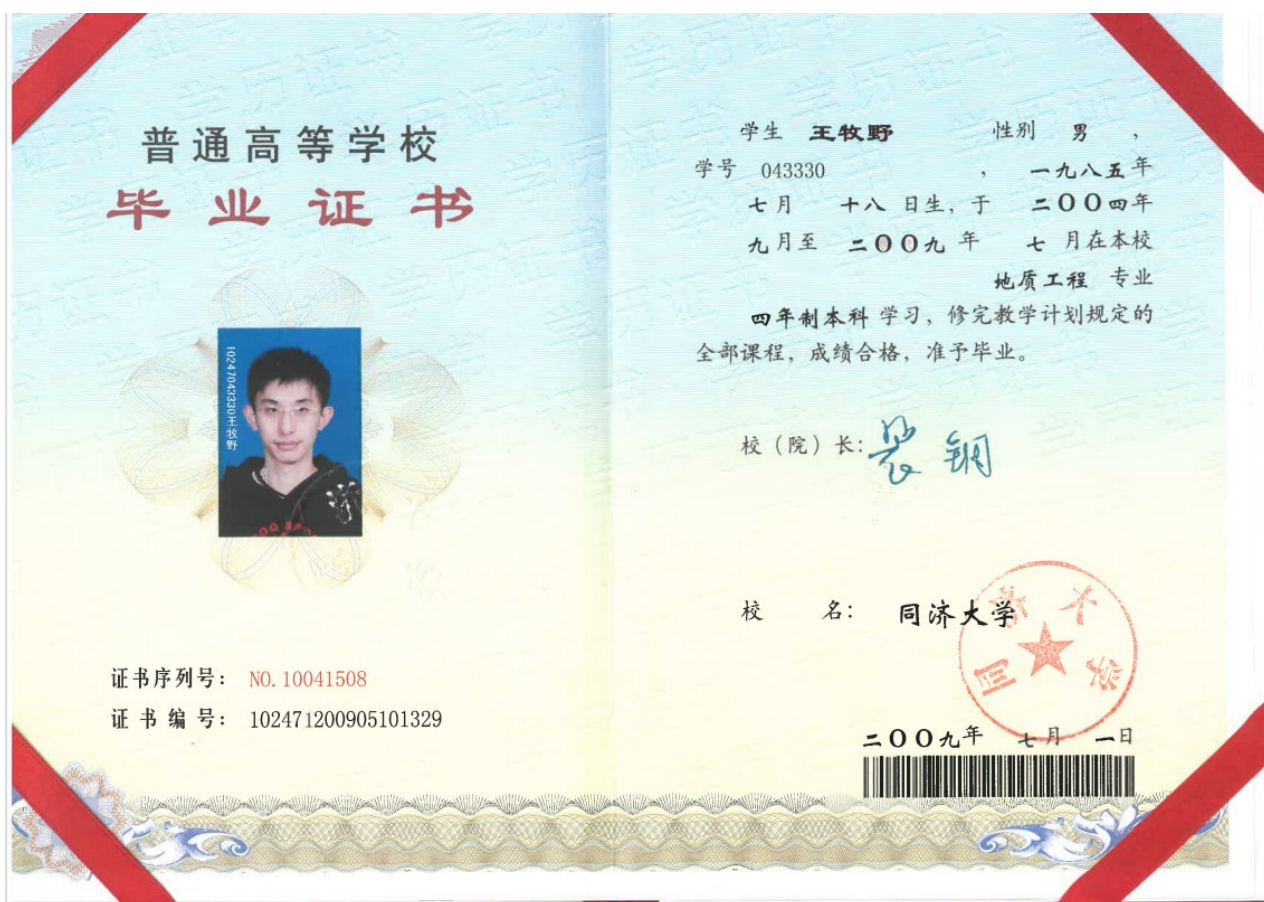 普通高等学校
毕业证书
10247043330王牧野
证书序列号： NO.10041508
证书编号： 102471200905101329
学生 王牧野 性别 男 ，
学号 043330 ， 一九八五年
七月 十八 日生，于 二〇〇四年
九月至 二〇〇九 年 七 月在本校
地质工程 专业
四年制本科 学习，修完教学计划规定的
全部课程，成绩合格，准予毕业。
校（院）长：裴钢
校 名： 同济大学
同济大学
二〇〇九年 七月 一日